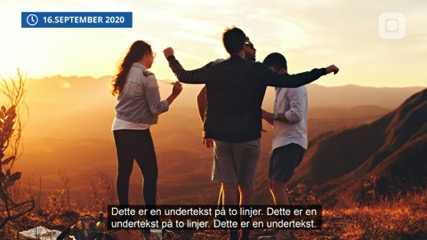 16.SEPTEMBER 2020
Dette er en undertekst på to linjer. Dette er en
undertekst på to linjer. Dette er en undertekst.